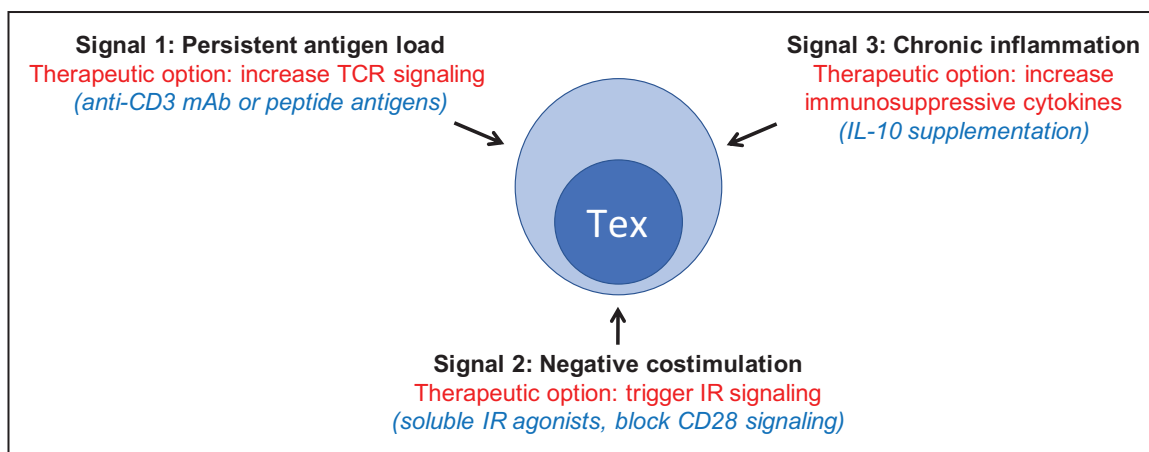 Signal 1: Persistent antigen load
Therapeutic option: increase TCR signaling
(anti-CD3 mAb or peptide antigens)
Signal 3: Chronic inflammation
Therapeutic option: increase
immunosuppressive cytokines
(IL-10 supplementation)
Tex
Signal 2: Negative costimulation
Therapeutic option: trigger IR signaling
(soluble IR agonists, block CD28 signaling)